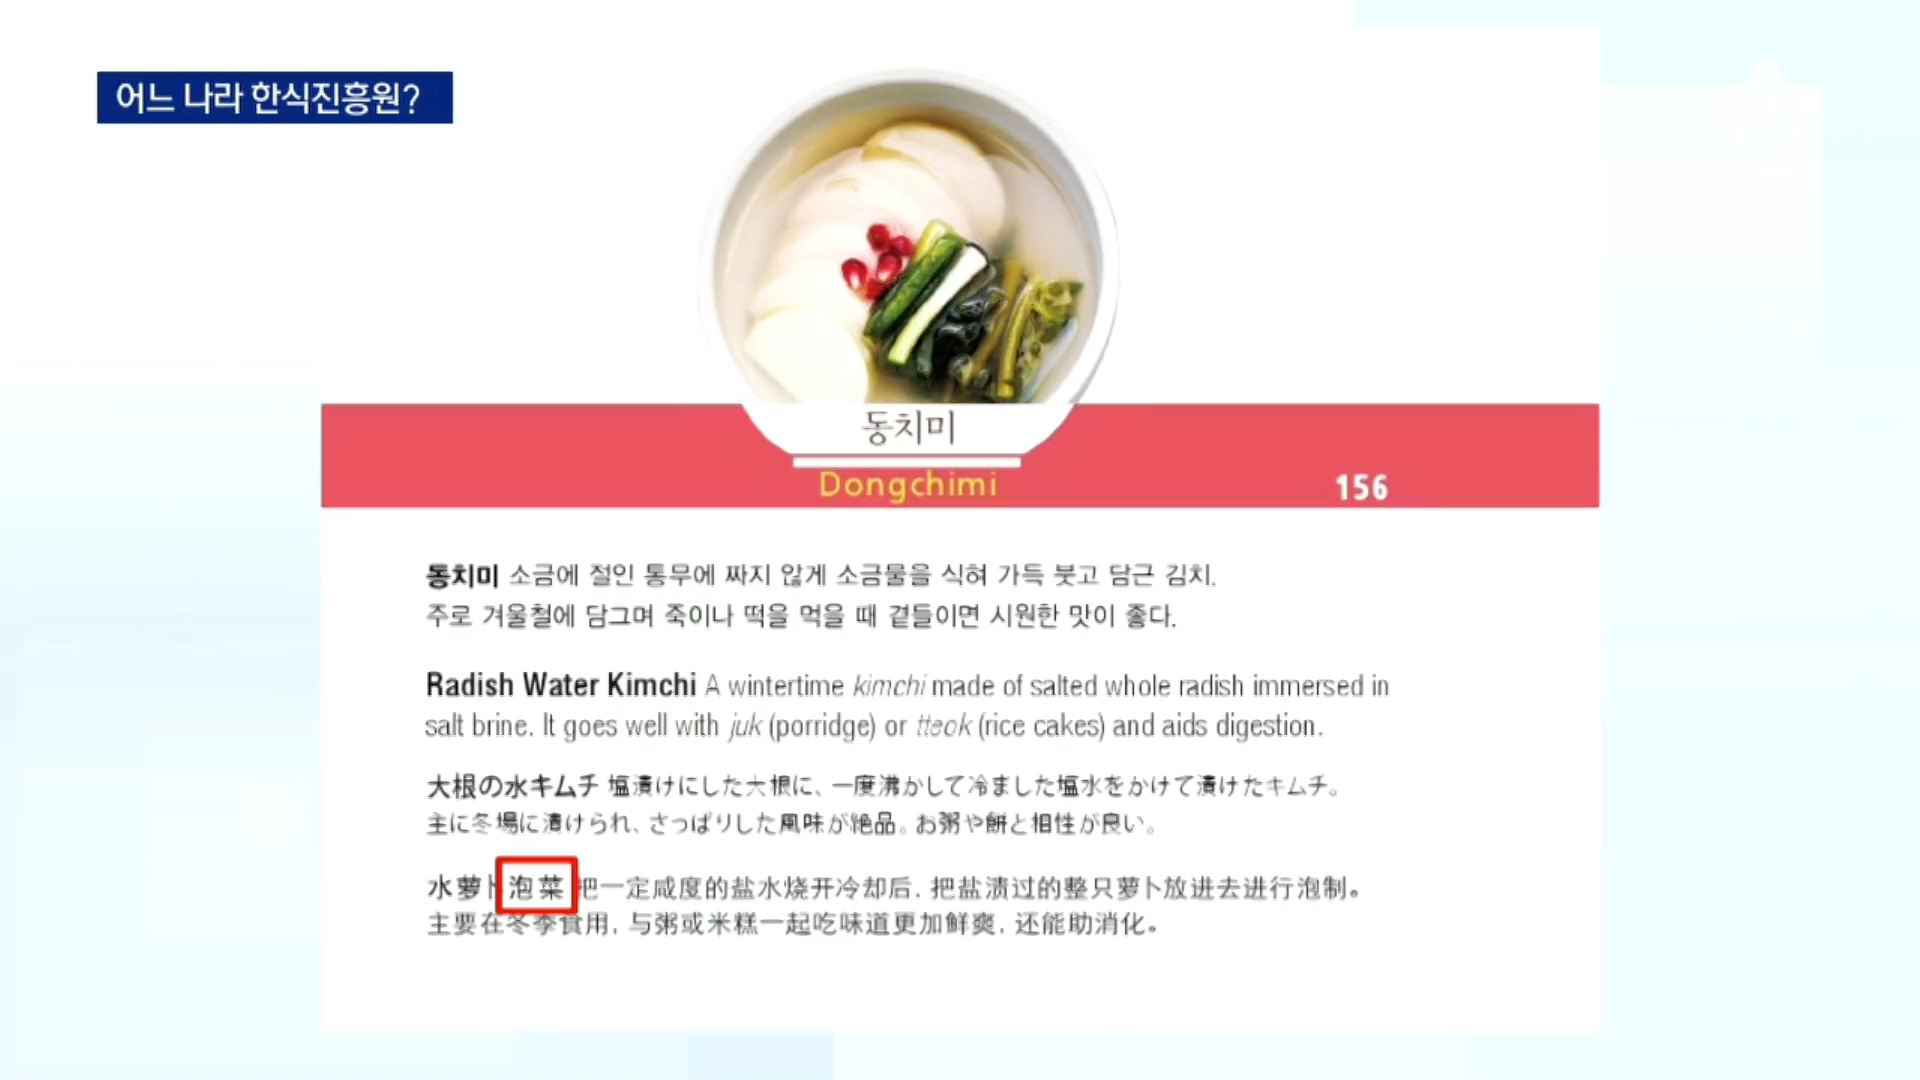 어느 나라 한식진흥원?
동치미
Dongchimi
156
동치미 소금에 절인 통무에 짜지 않게 소금물을 식혀 가득 붓고 담근 김치.
주로 겨울철에 담그며 죽이나 떡을 먹을 때 곁들이면 시원한 맛이 좋다.
Radish Water Kimchi A wintertime kimchi made of salted whole radish immersed in
salt brine. It goes well with juk (porridge) or tteok (rice cakes) and aids digestion.
大根の水キムチ 塩漬けにした大根に、一度沸かして冷ました塩水をかけて漬けたキムチ。
主に冬場に漬けられ、さっぱりした風味が絶品。お粥や餅と相性が良い。
水萝卜泡菜 把一定咸度的盐水烧开冷却后, 把盐渍过的整只萝卜放进去进行泡制。
主要在冬季食用, 与粥或米糕一起吃味道更加鲜爽, 还能助消化。